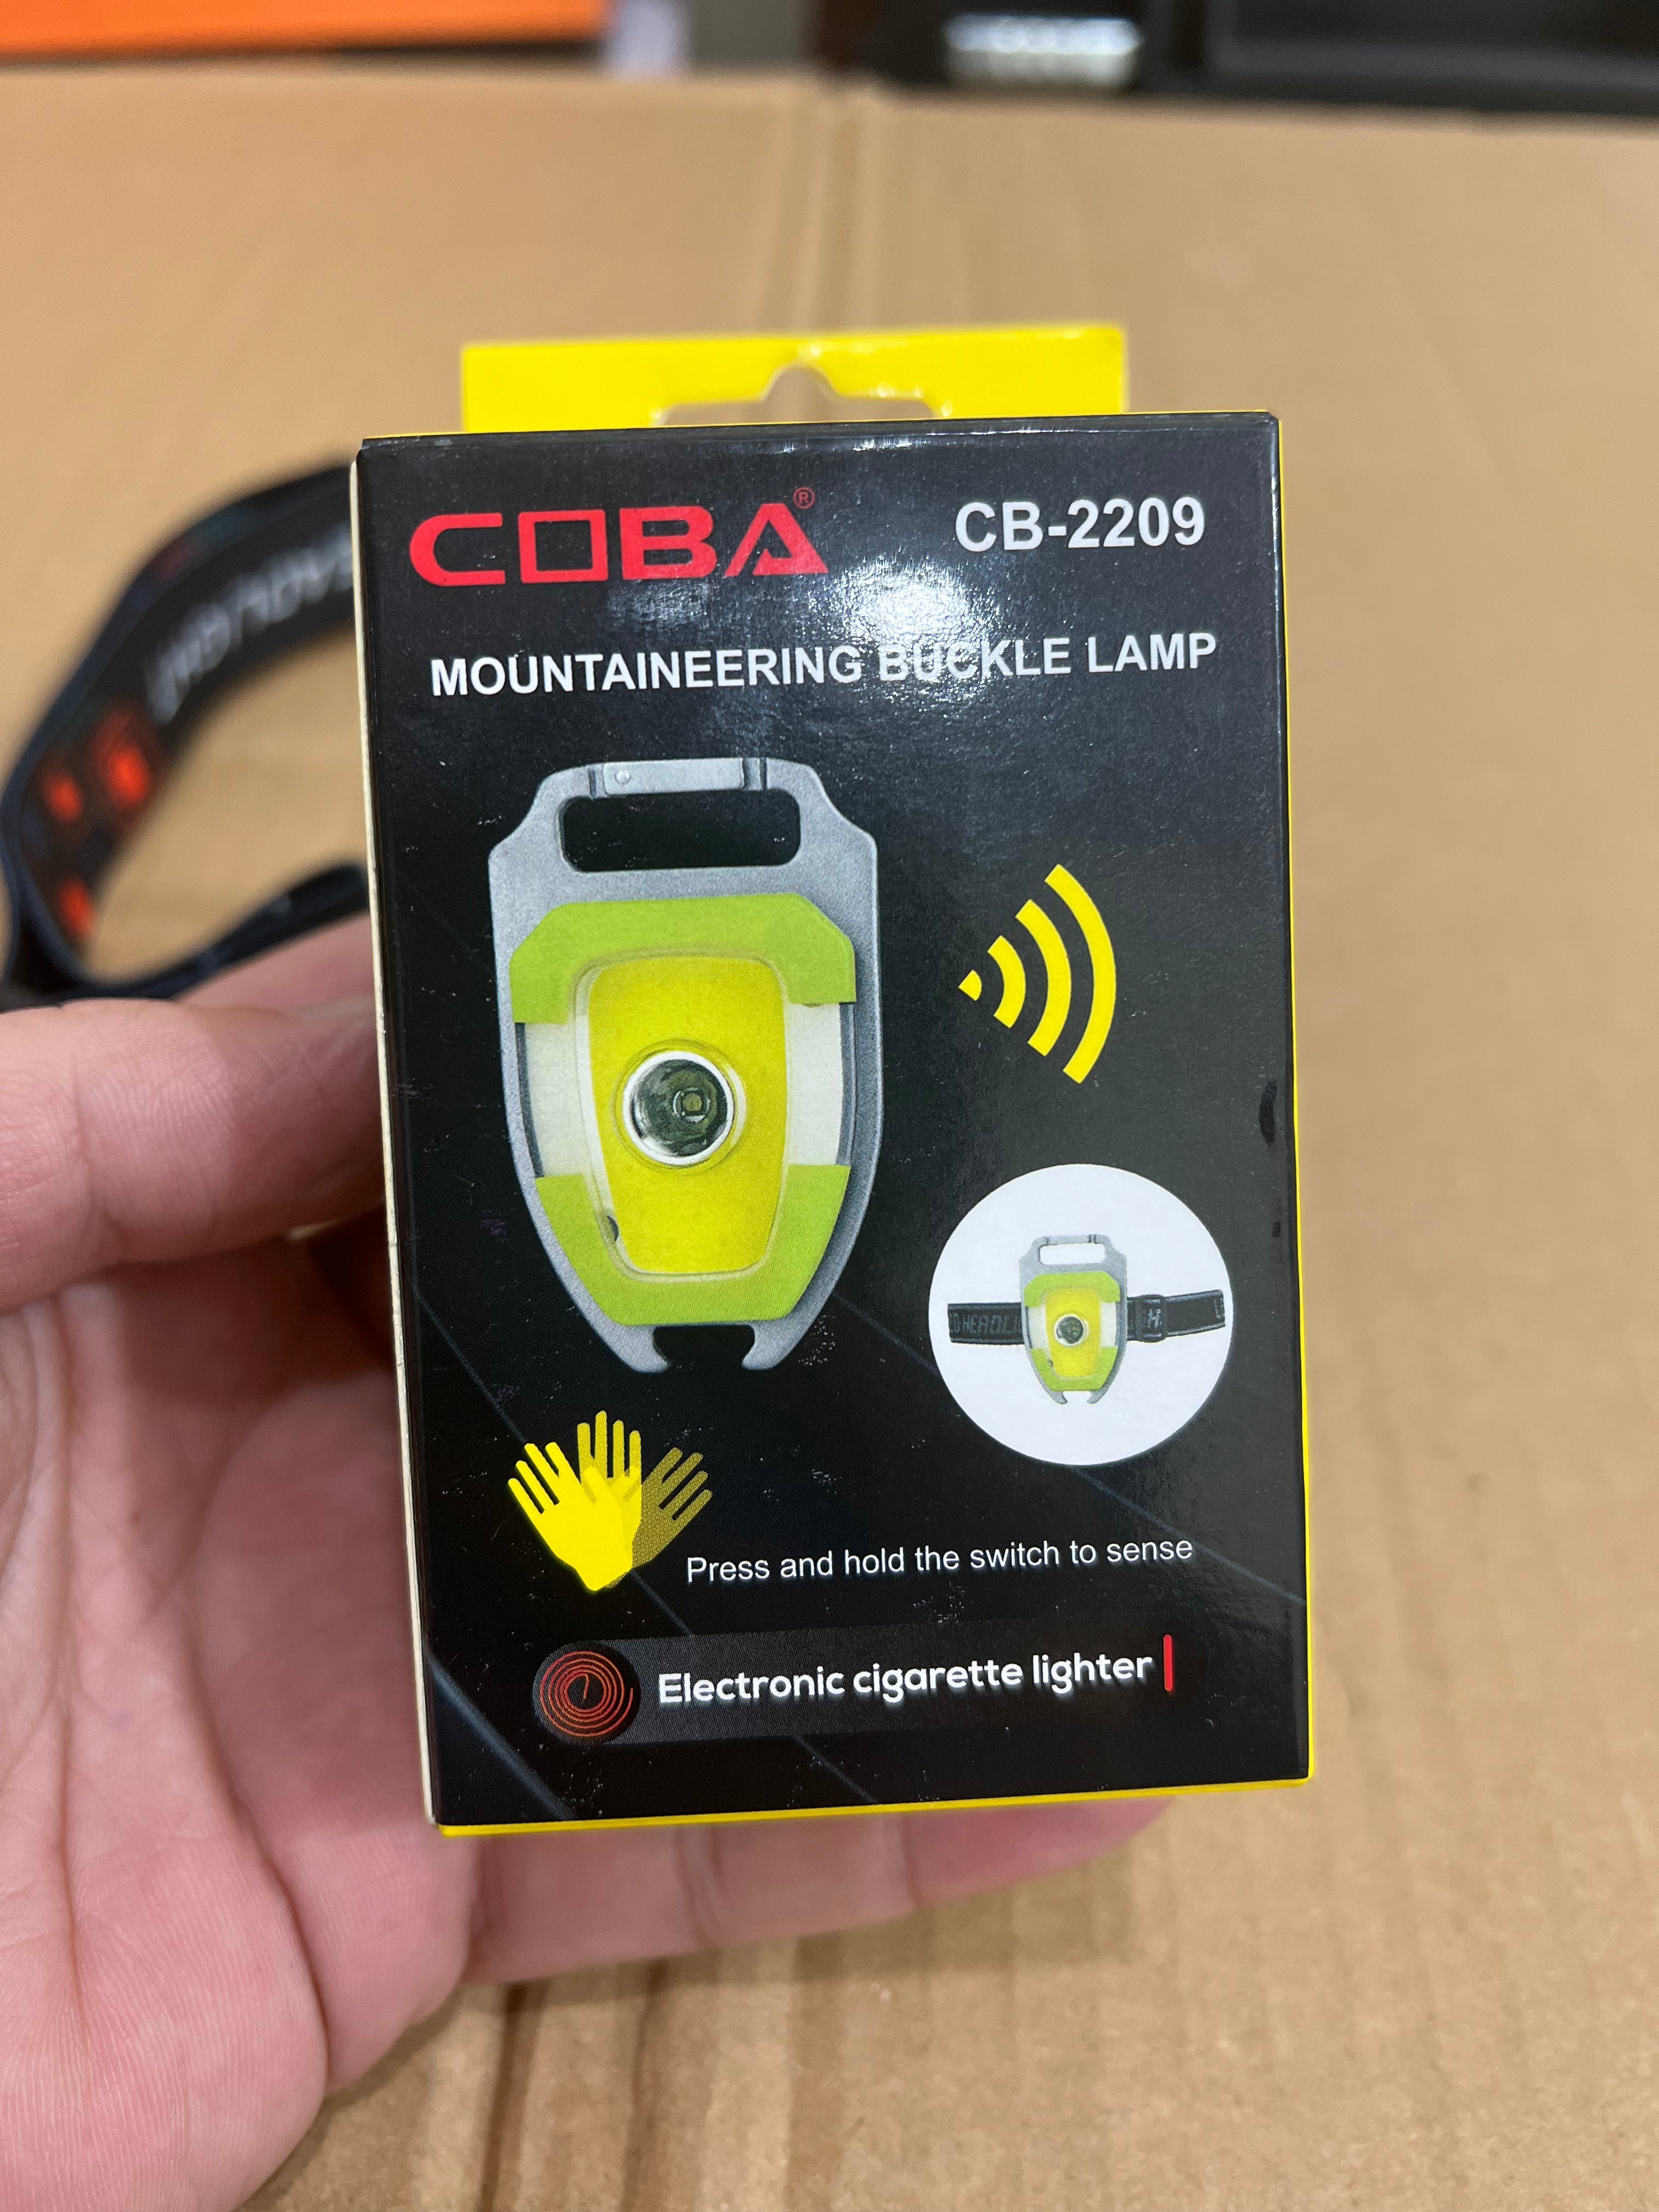 COBA®
CB-2209
MOUNTAINEERING BUCKLE LAMP
Press and hold the switch to sense
Electronic cigarette lighter